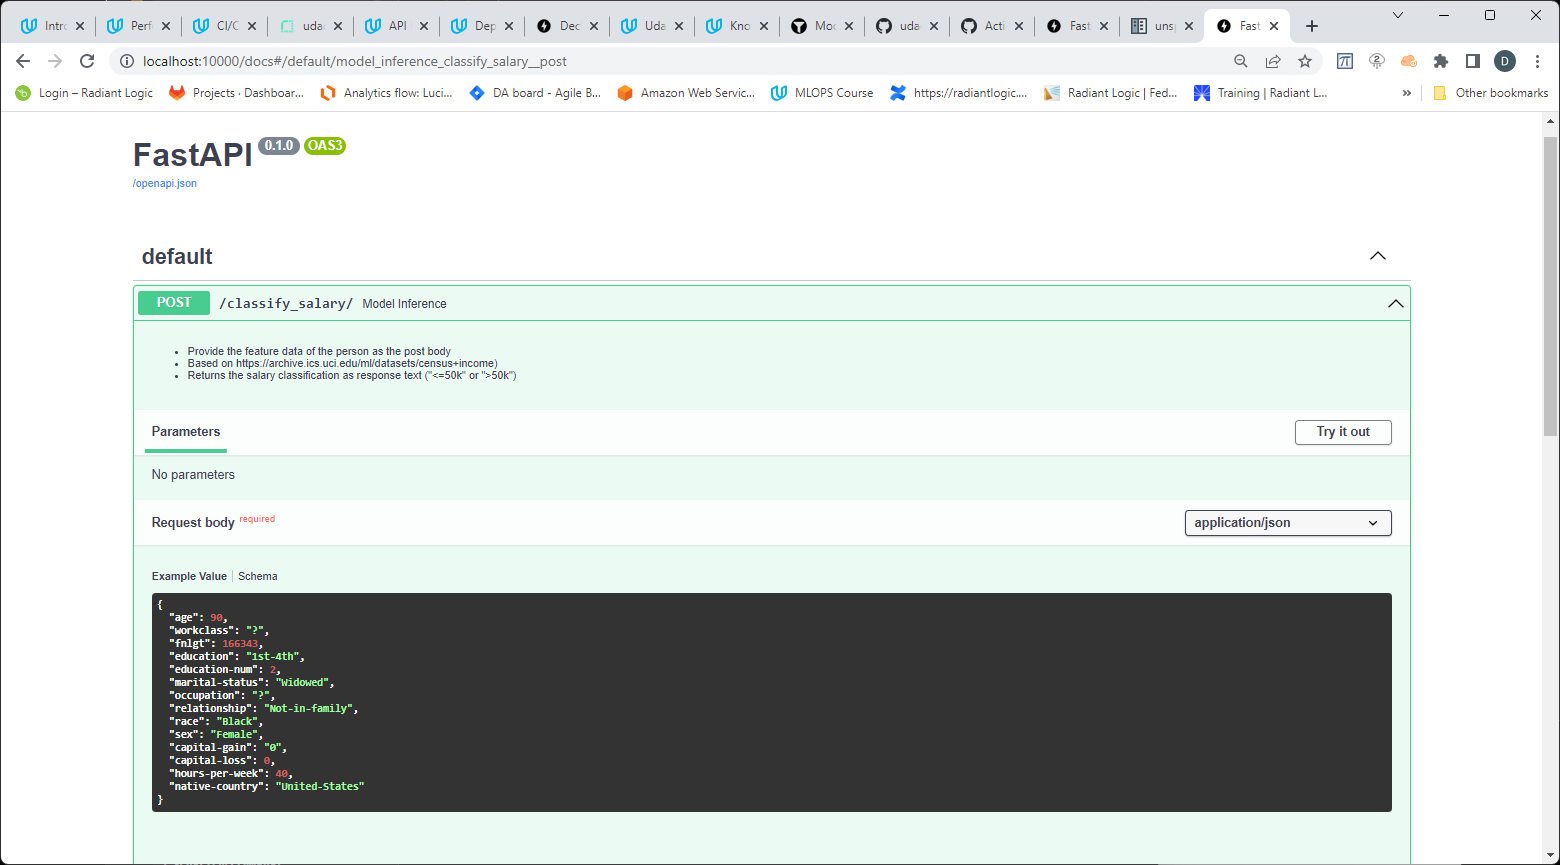 Intro
Perf
CI/C
uda
API
Dep
Dec
Uda
Kno
Moc
uda
Acti
Fast
uns
Fast
localhost:10000/docs#/default/model_inference_classify_salary__post
2
D
Login – Radiant Logic
Projects · Dashboar...
Analytics flow: Luci...
DA board - Agile B...
Amazon Web Servic...
MLOPS Course
https://radiantlogic....
Radiant Logic | Fed...
Training | Radiant L...
»
Other bookmarks
FastAPI 0.1.0 OAS3
/openapi.json
default
POST /classify_salary/ Model Inference
• Provide the feature data of the person as the post body
• Based on https://archive.ics.uci.edu/ml/datasets/census+income)
• Returns the salary classification as response text ("<=50k" or ">50k")
Parameters
Try it out
No parameters
Request body required
application/json
Example Value | Schema
{
"age": 90,
"workclass": "?",
"fnlgt": 166343,
"education": "1st-4th",
"education-num": 2,
"marital-status": "Widowed",
"occupation": "?",
"relationship": "Not-in-family",
"race": "Black",
"sex": "Female",
"capital-gain": "0",
"capital-loss": 0,
"hours-per-week": 40,
"native-country": "United-States"
}